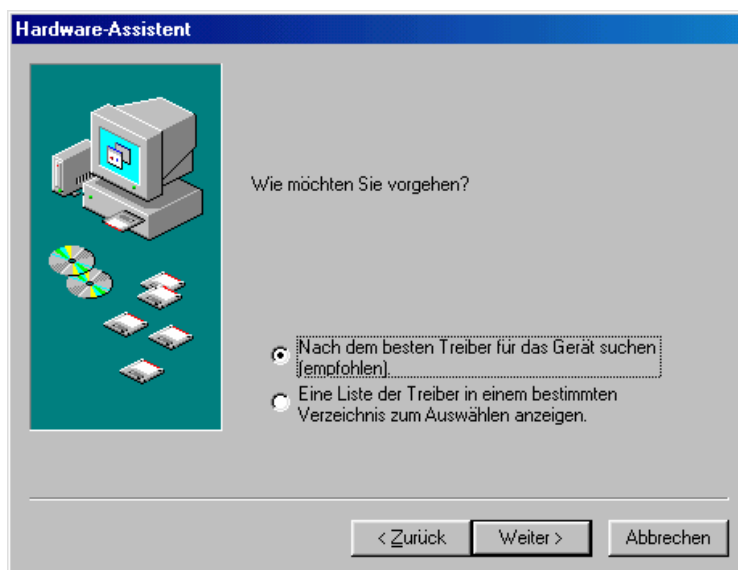 Hardware-Assistent
Wie möchten Sie vorgehen?
Nach dem besten Treiber für das Gerät suchen
(empfohlen).
Eine Liste der Treiber in einem bestimmten
Verzeichnis zum Auswählen anzeigen.
< Zurück
Weiter >
Abbrechen